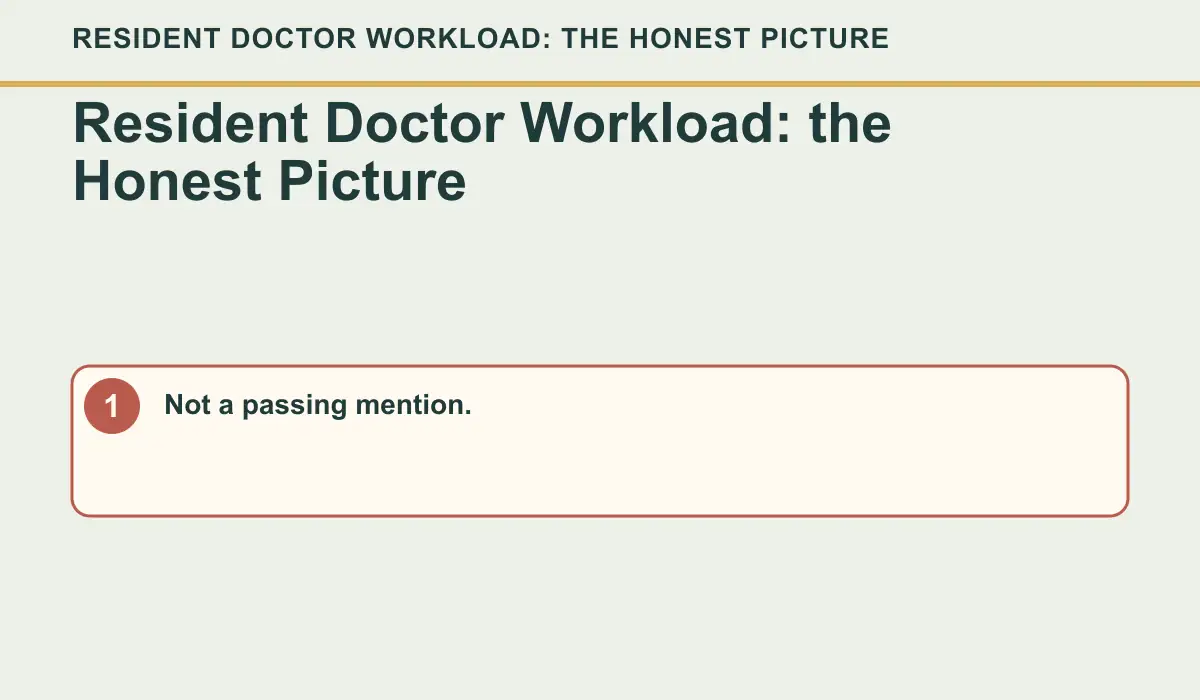 RESIDENT DOCTOR WORKLOAD: THE HONEST PICTURE
Resident Doctor Workload: the
Honest Picture
1 Not a passing mention.